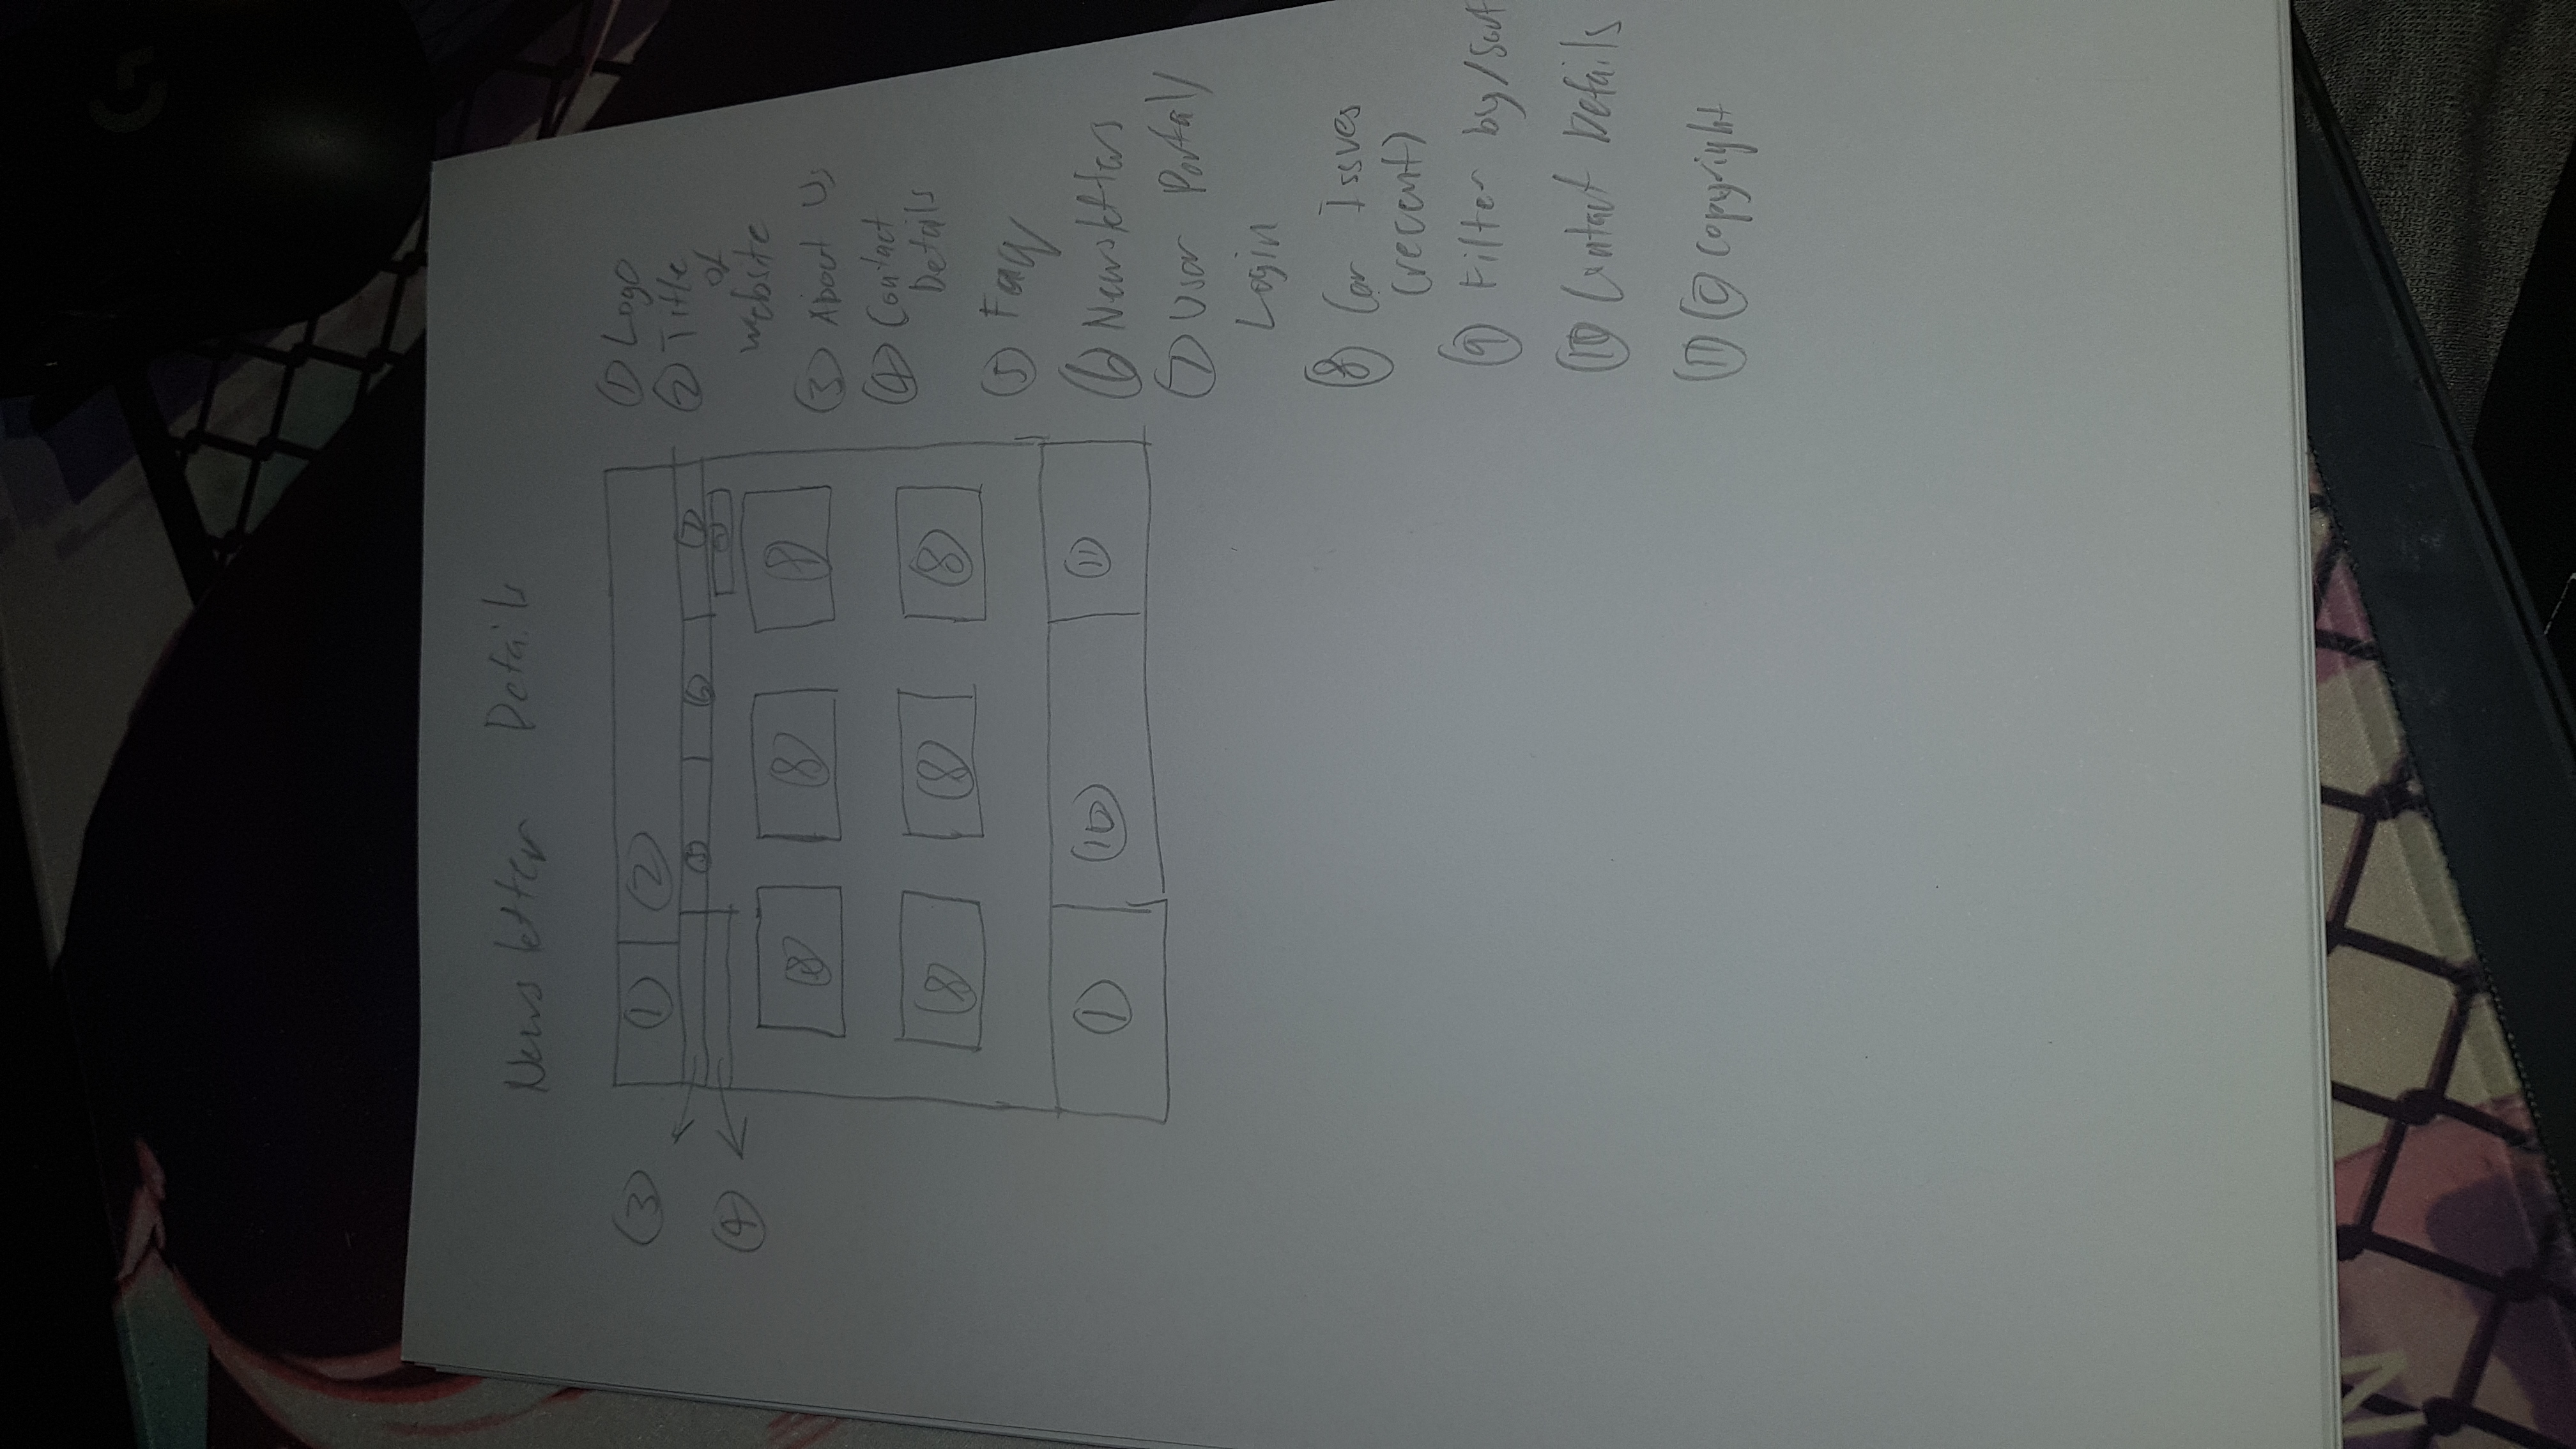 Newsletter Details
③
① ②
④
⑤ ⑥ ⑦
⑨
⑧ ⑧ ⑧
⑧ ⑧ ⑧
① ⑩ ⑪
① Logo
② Title
of
website
③ About Us
④ Contact
Details
⑤ Faq
⑥ Newsletters
⑦ User Portal/
Login
⑧ Car Issues
(recent)
⑨ Filter by/Sort
⑩ Contact Details
⑪ © Copyright